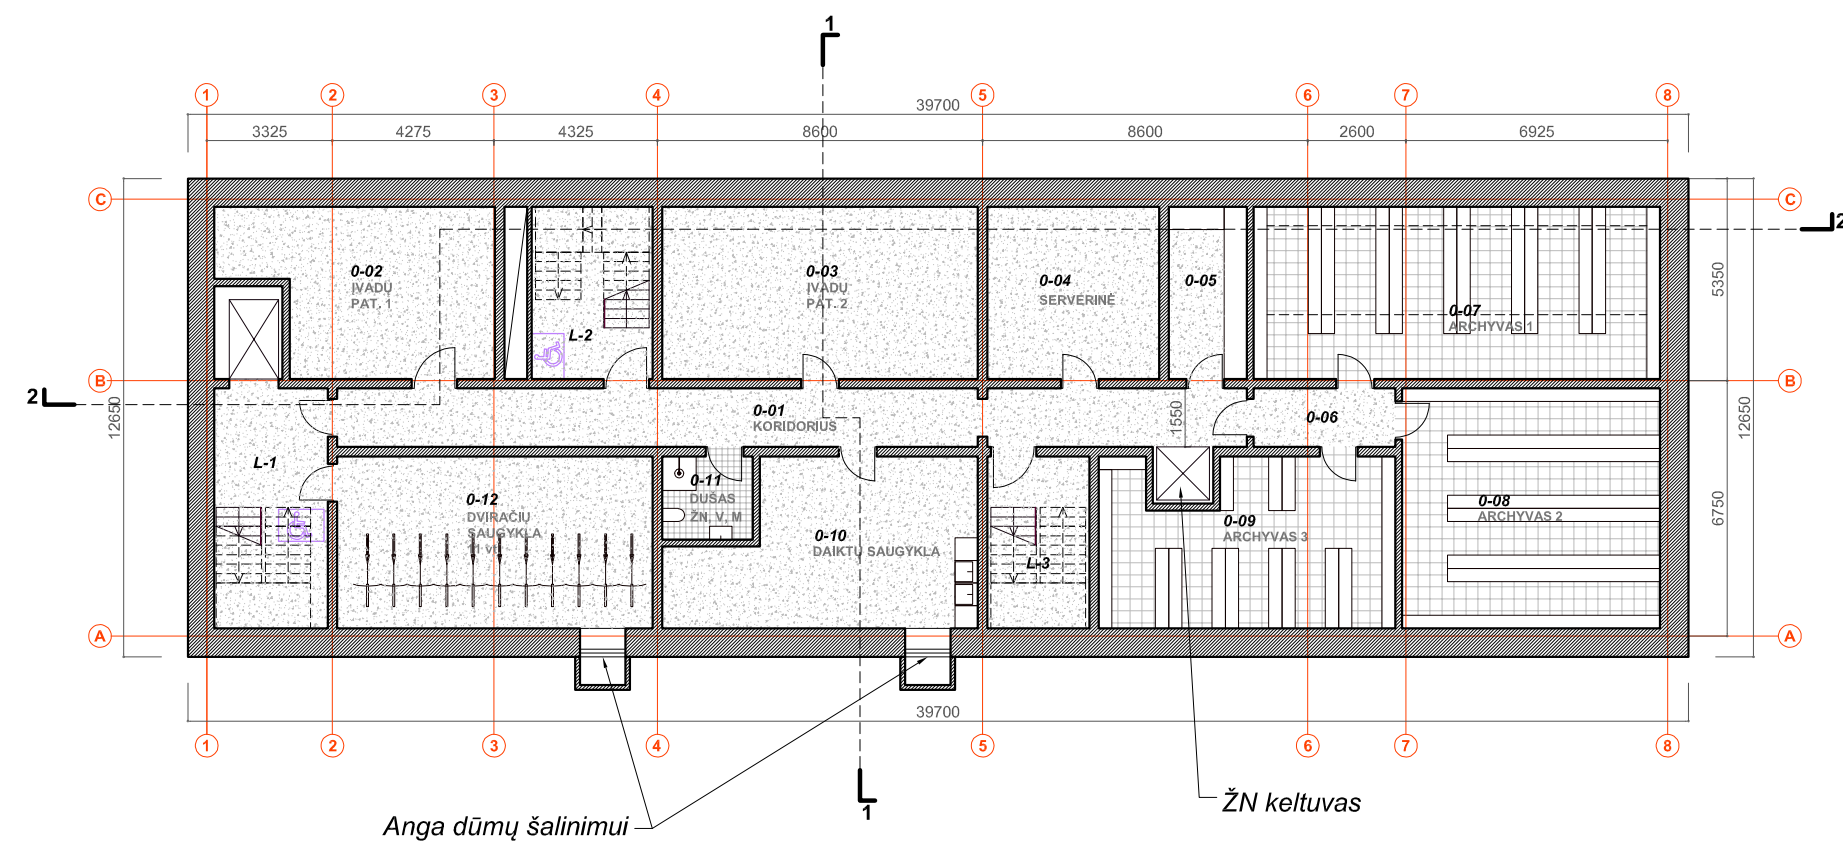 1
1 2 3 4 5 6 7 8
39700
3325 4275 4325 8600 8600 2600 6925
C C
2
0-02
ĮVADŲ
PAT. 1
0-03
ĮVADŲ
PAT. 2
0-04
SERVERINĖ
0-05
0-07
ARCHYVAS 1
5350
L-2
B B
2
12650
0-01
KORIDORIUS
1550
0-06
12650
L-1
0-12
DVIRAČIŲ
SAUGYKLA
0-11
DUŠAS
ŽN, V, M
0-10
DAIKTŲ SAUGYKLA
L-3
0-09
ARCHYVAS 3
0-08
ARCHYVAS 2
6750
A A
39700
1 2 3 4 5 6 7 8
1
Anga dūmų šalinimui
ŽN keltuvas